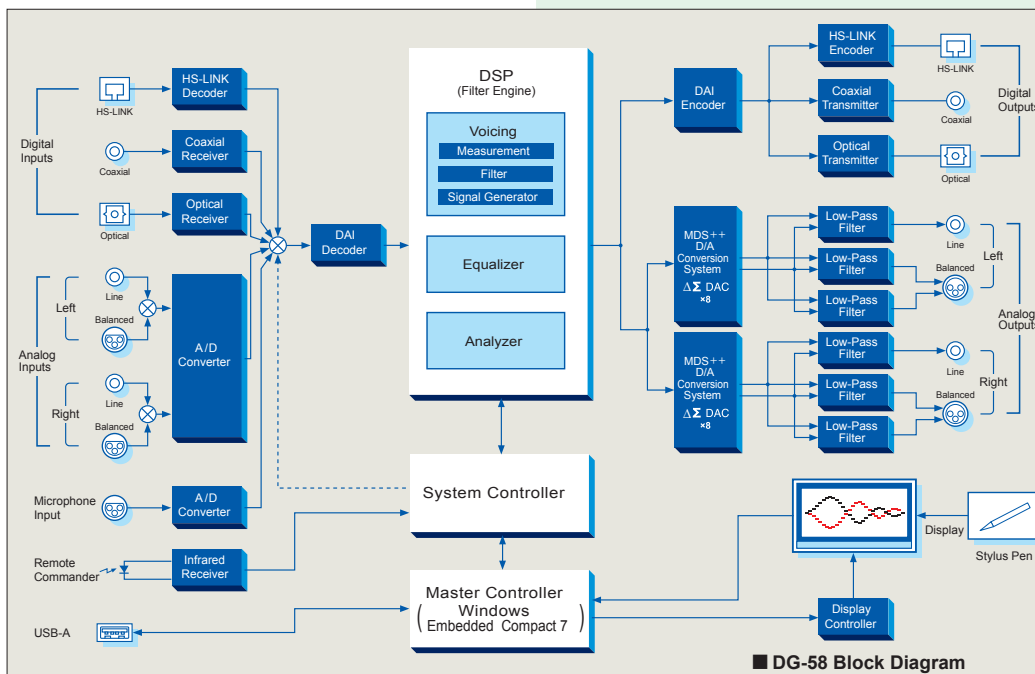 HS-LINK
HS-LINK
Decoder
Digital
Inputs
Coaxial
Coaxial
Receiver
Optical
Optical
Receiver
DAI
Decoder
Analog
Inputs
Left
Line
Balanced
Right
Line
Balanced
A/D
Converter
Microphone
Input
A/D
Converter
Remote
Commander
Infrared
Receiver
USB-A
DSP
(Filter Engine)
Voicing
Measurement
Filter
Signal Generator
Equalizer
Analyzer
System Controller
Master Controller
Windows
( Embedded Compact 7 )
DAI
Encoder
HS-LINK
Encoder
HS-LINK
Coaxial
Transmitter
Coaxial
Optical
Transmitter
Optical
Digital
Outputs
MDS++
D/A
Conversion
System
ΔΣ DAC
×8
Low-Pass
Filter
Low-Pass
Filter
Low-Pass
Filter
Line
Balanced
Left
Analog
Outputs
MDS++
D/A
Conversion
System
ΔΣ DAC
×8
Low-Pass
Filter
Low-Pass
Filter
Low-Pass
Filter
Line
Balanced
Right
Display
Stylus Pen
Display
Controller
■ DG-58 Block Diagram